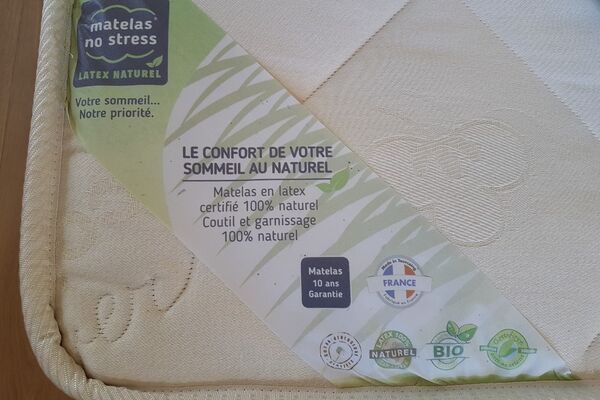 matelas
no stress
LATEX NATUREL
Votre sommeil...
Notre priorité.
LE CONFORT DE VOTRE
SOMMEIL AU NATUREL
Matelas en latex
certifié 100% naturel
Coutil et garnissage
100% naturel
Matelas
10 ans
Garantie
FRANCE
NATUREL
BIO